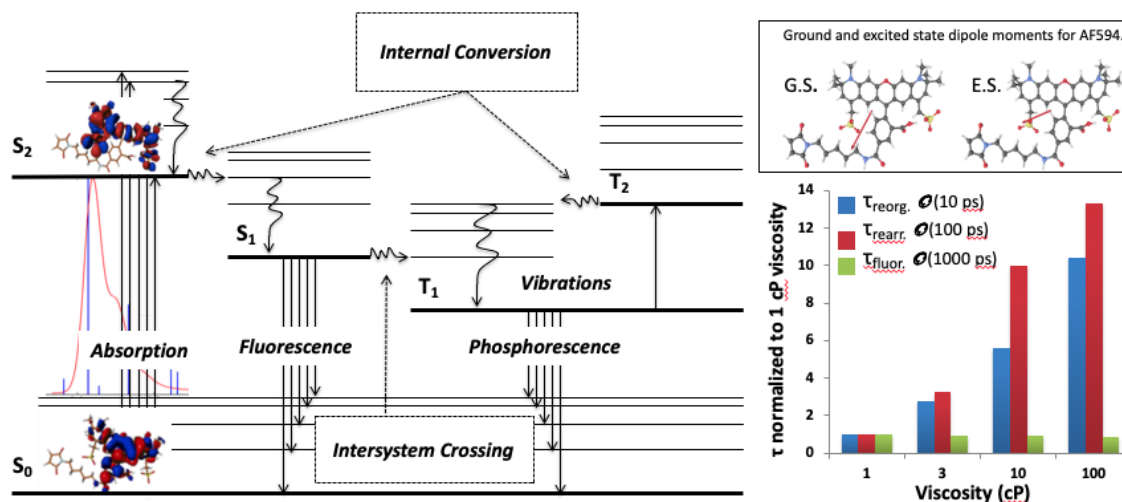 Internal Conversion
S2
S1
T2
T1
Vibrations
Absorption
Fluorescence
Phosphorescence
Intersystem Crossing
S0
Ground and excited state dipole moments for AF594.
G.S.
E.S.
τ normalized to 1 cP viscosity
14
12
10
8
6
4
2
0
τreorg. 𝒪(10 ps)
τrearr. 𝒪(100 ps)
τfluor. 𝒪(1000 ps)
1 3 10 100
Viscosity (cP)